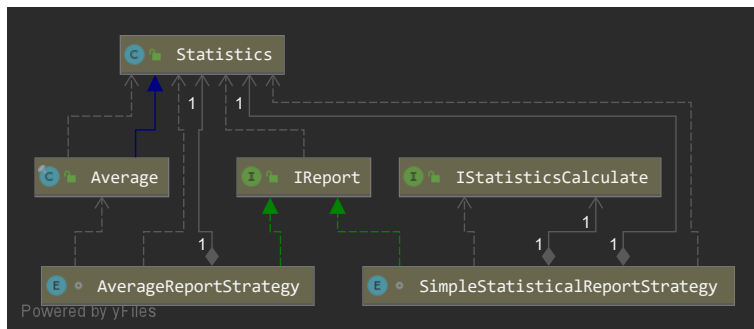 C Statistics
1 1
C Average I IReport I IStatisticsCalculate
1 1 1
E AverageReportStrategy E SimpleStatisticalReportStrategy
Powered by yFiles